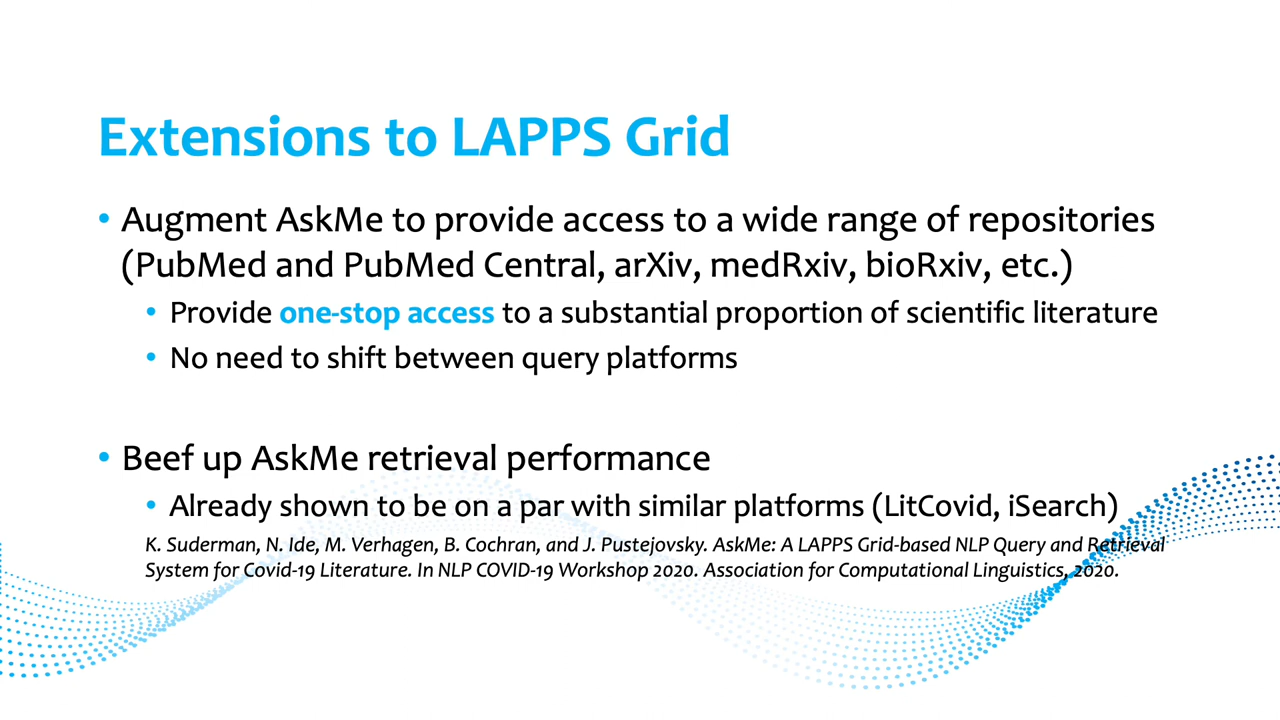 Extensions to LAPPS Grid
• Augment AskMe to provide access to a wide range of repositories
(PubMed and PubMed Central, arXiv, medRxiv, bioRxiv, etc.)
• Provide one-stop access to a substantial proportion of scientific literature
• No need to shift between query platforms
• Beef up AskMe retrieval performance
• Already shown to be on a par with similar platforms (LitCovid, iSearch)
K. Suderman, N. Ide, M. Verhagen, B. Cochran, and J. Pustejovsky. AskMe: A LAPPS Grid-based NLP Query and Retrieval
System for Covid-19 Literature. In NLP COVID-19 Workshop 2020. Association for Computational Linguistics, 2020.